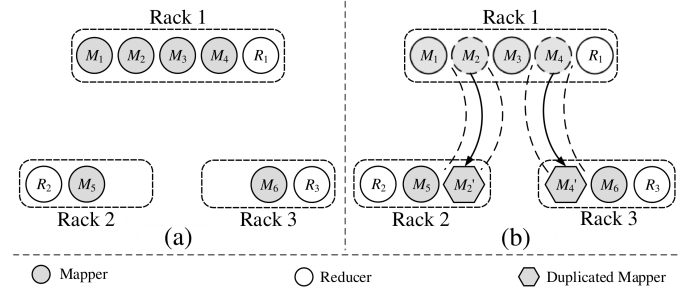 Rack 1
M1 M2 M3 M4 R1
R2 M5
M6 R3
Rack 2
Rack 3
(a)
Rack 1
M1 M2 M3 M4 R1
R2 M5 M2'
M4' M6 R3
Rack 2
Rack 3
(b)
Mapper
Reducer
Duplicated Mapper